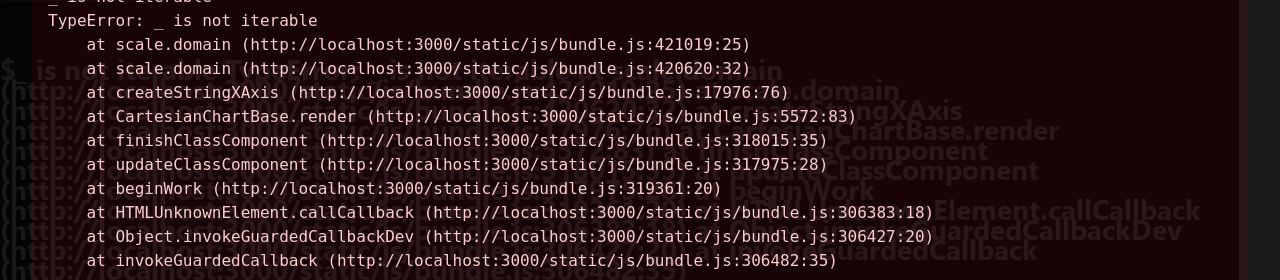 _ is not iterable
TypeError: _ is not iterable
at scale.domain (http://localhost:3000/static/js/bundle.js:421019:25)
at scale.domain (http://localhost:3000/static/js/bundle.js:420620:32)
at createStringXAxis (http://localhost:3000/static/js/bundle.js:17976:76)
at CartesianChartBase.render (http://localhost:3000/static/js/bundle.js:5572:83)
at finishClassComponent (http://localhost:3000/static/js/bundle.js:318015:35)
at updateClassComponent (http://localhost:3000/static/js/bundle.js:317975:28)
at beginWork (http://localhost:3000/static/js/bundle.js:319361:20)
at HTMLUnknownElement.callCallback (http://localhost:3000/static/js/bundle.js:306383:18)
at Object.invokeGuardedCallbackDev (http://localhost:3000/static/js/bundle.js:306427:20)
at invokeGuardedCallback (http://localhost:3000/static/js/bundle.js:306482:35)